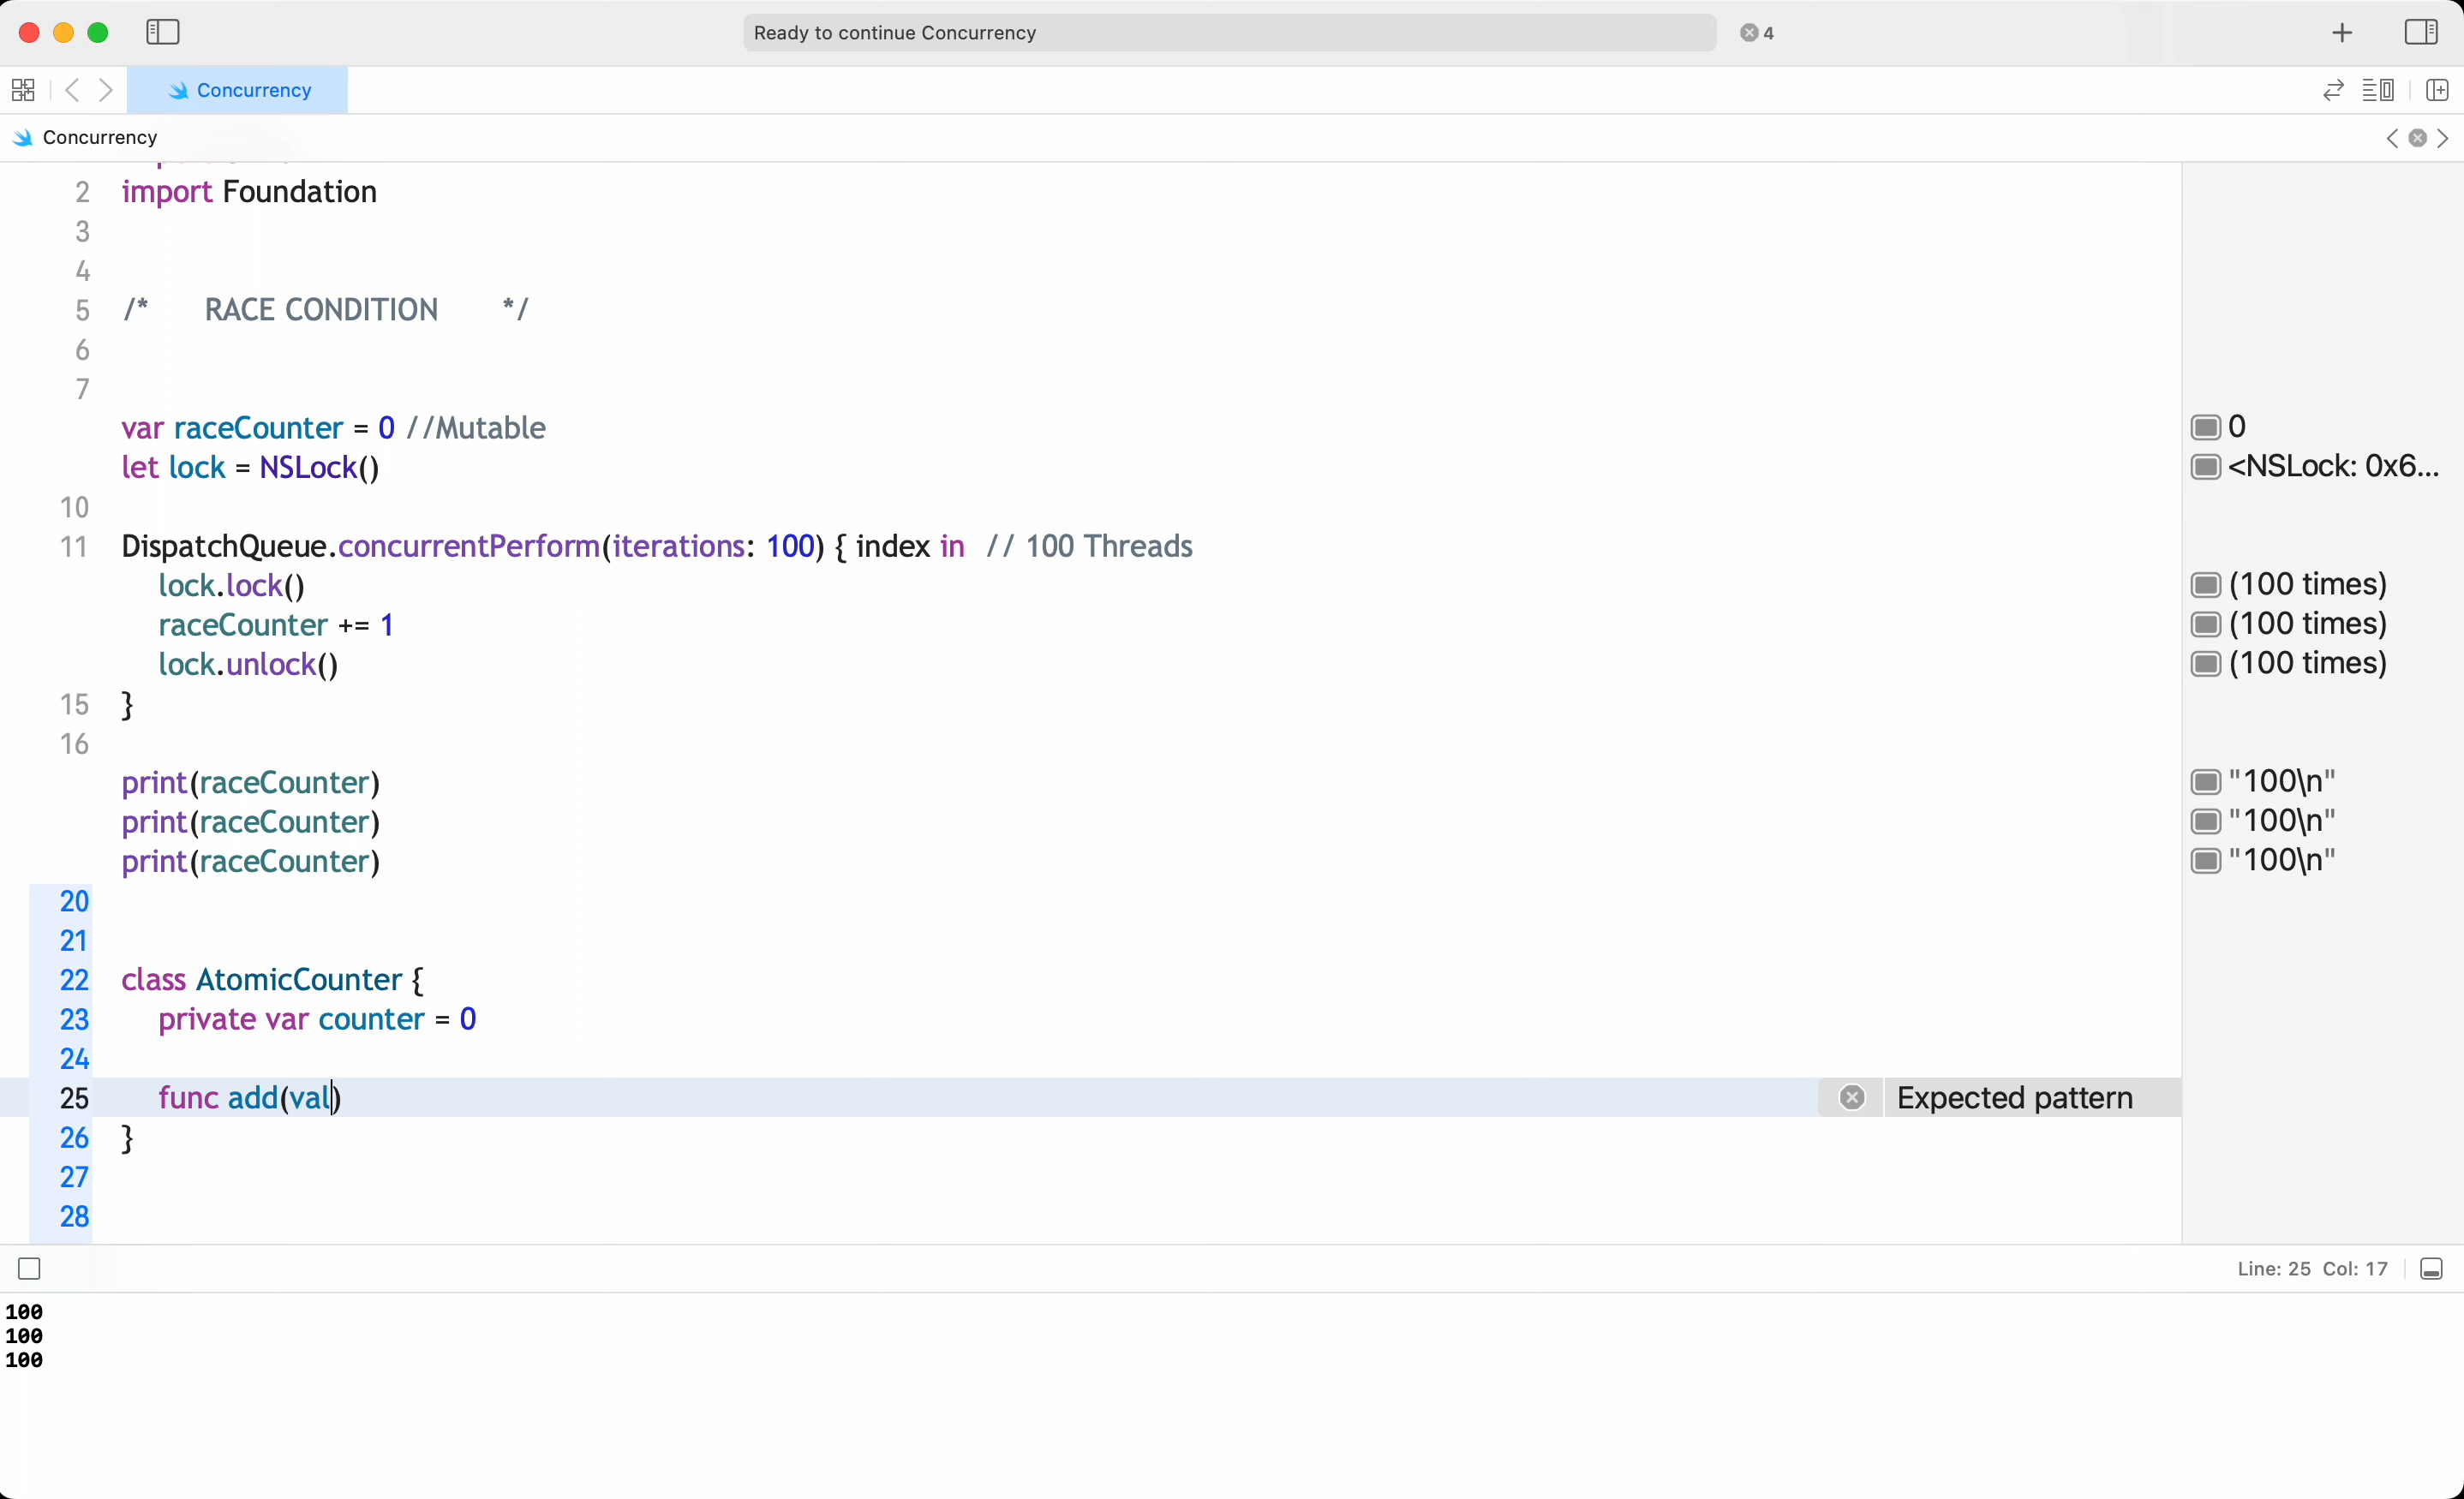 Ready to continue Concurrency
4
Concurrency
Concurrency
2 import Foundation
3
4
5 /* RACE CONDITION */
6
7
var raceCounter = 0 //Mutable
0
let lock = NSLock()
<NSLock: 0x6...
10
11 DispatchQueue.concurrentPerform(iterations: 100) { index in // 100 Threads
lock.lock()
(100 times)
raceCounter += 1
(100 times)
lock.unlock()
(100 times)
15 }
16
print(raceCounter)
"100\n"
print(raceCounter)
"100\n"
print(raceCounter)
"100\n"
20
21
22 class AtomicCounter {
23 private var counter = 0
24
25 func add(val)
Expected pattern
26 }
27
28
Line: 25 Col: 17
100
100
100